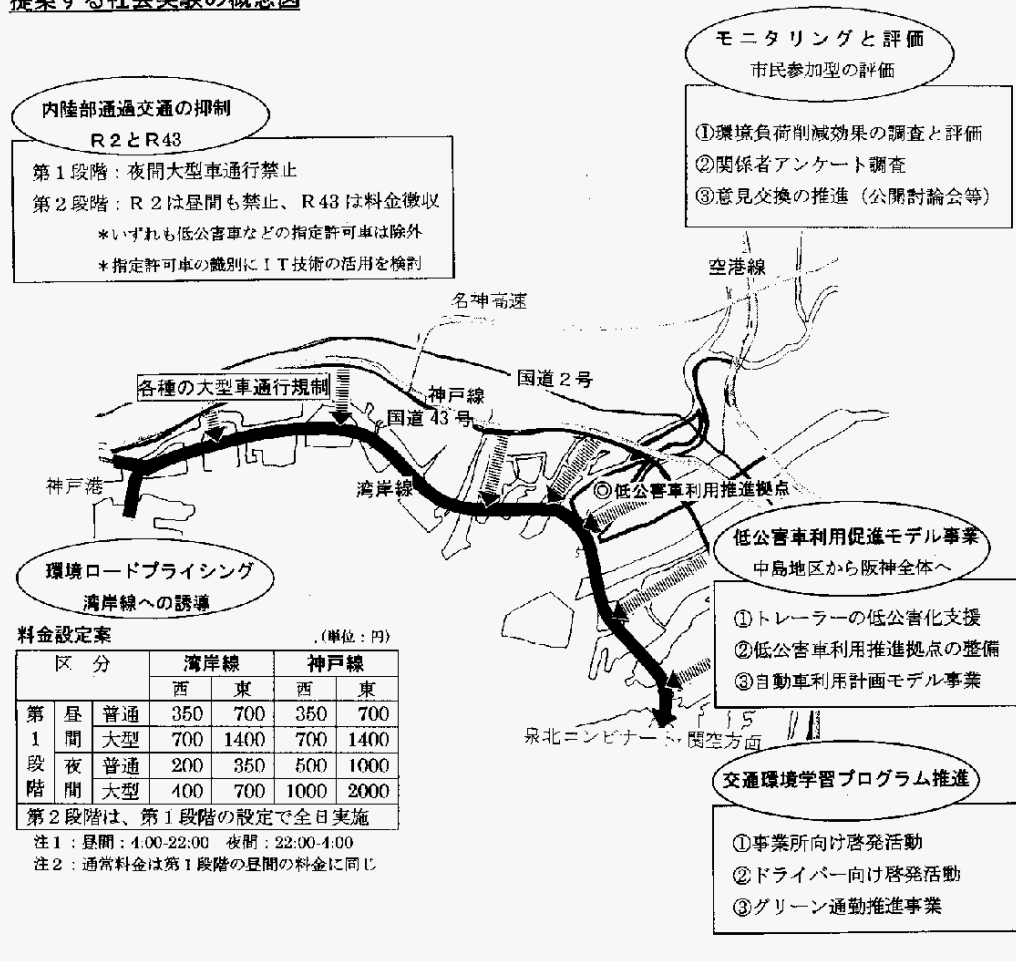 提案する社会実験の概念図
モニタリングと評価
市民参加型の評価
①環境負荷削減効果の調査と評価
②関係者アンケート調査
③意見交換の推進（公開討論会等）
内陸部通過交通の抑制
R2とR43
第1段階：夜間大型車通行禁止
第2段階：R2は昼間も禁止、R43は料金徴収
＊いずれも低公害車などの指定許可車は除外
＊指定許可車の識別にIT技術の活用を検討
空港線
名神高速
国道2号
各種の大型車通行規制
神戸線
国道43号
神戸港
湾岸線
◎低公害車利用推進拠点
低公害車利用促進モデル事業
中島地区から阪神全体へ
①トレーラーの低公害化支援
②低公害車利用推進拠点の整備
③自動車利用計画モデル事業
泉北コンビナート・関空方面
環境ロードプライシング
湾岸線への誘導
料金設定案 （単位：円）
区分 湾岸線 神戸線
西 東 西 東
第1段階 昼間 普通 350 700 350 700
大型 700 1400 700 1400
夜間 普通 200 350 500 1000
大型 400 700 1000 2000
第2段階は、第1段階の設定で全日実施
注1：昼間：4:00-22:00 夜間：22:00-4:00
注2：通常料金は第1段階の昼間の料金に同じ
交通環境学習プログラム推進
①事業所向け啓発活動
②ドライバー向け啓発活動
③グリーン通勤推進事業